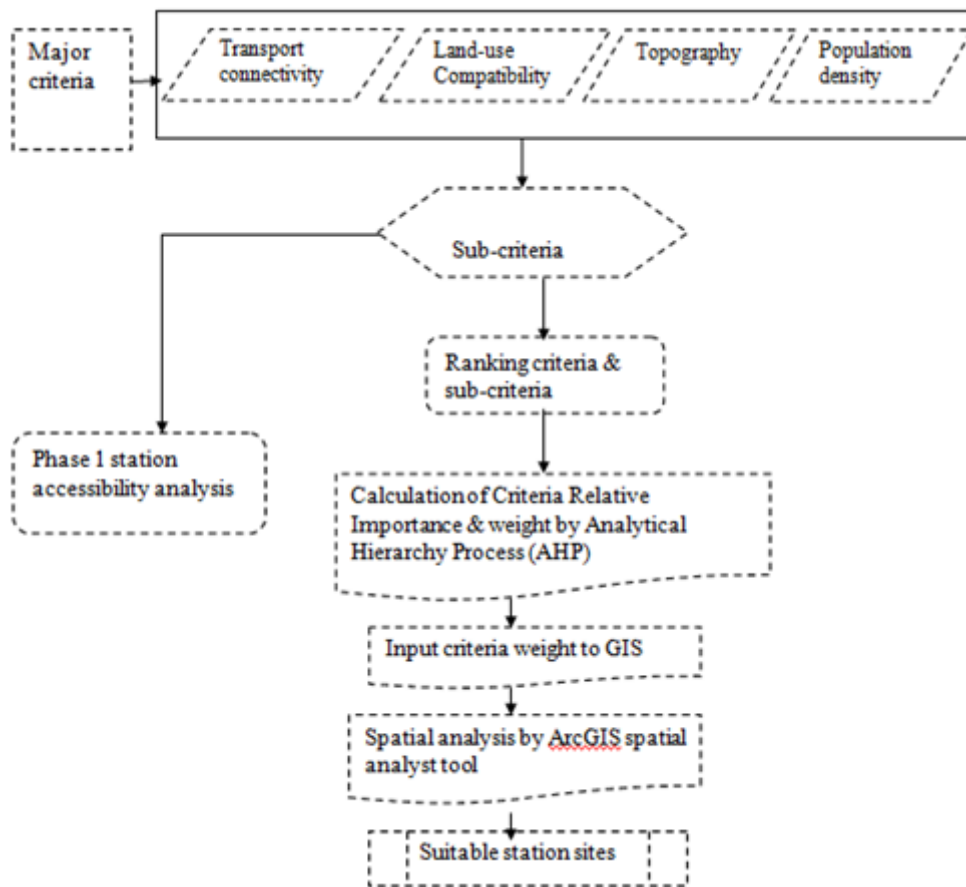 Major
criteria
Transport
connectivity
Land-use
Compatibility
Topography
Population
density
Sub-criteria
Ranking criteria &
sub-criteria
Phase 1 station
accessibility analysis
Calculation of Criteria Relative
Importance & weight by Analytical
Hierarchy Process (AHP)
Input criteria weight to GIS
Spatial analysis by ArcGIS spatial
analyst tool
Suitable station sites